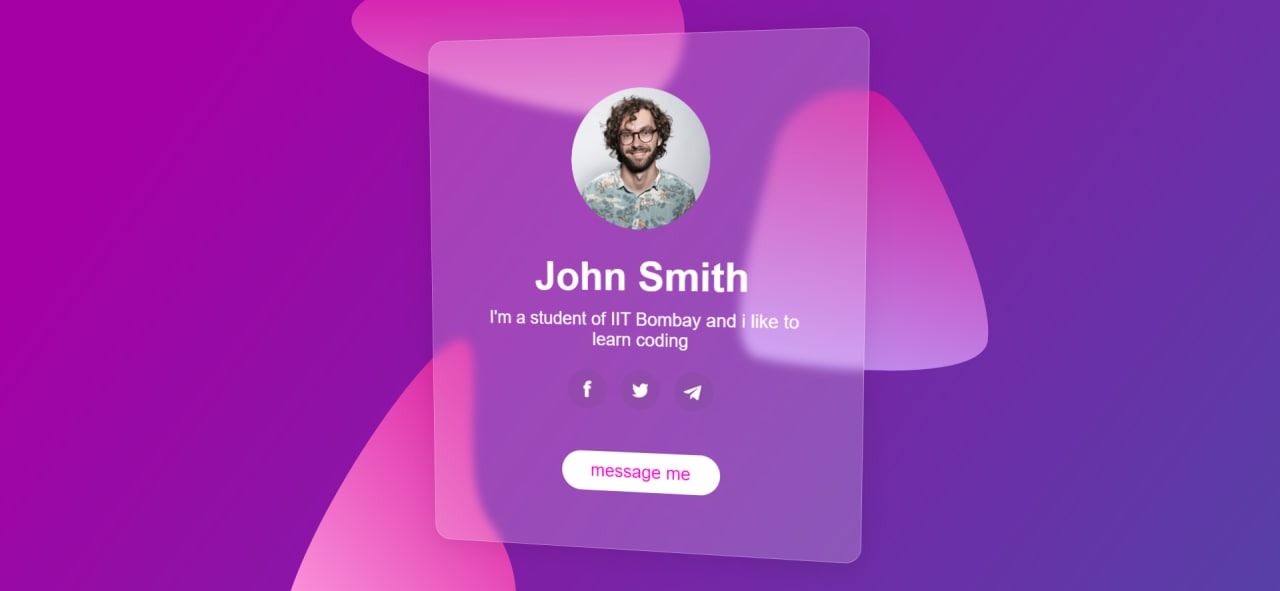 John Smith
I'm a student of IIT Bombay and i like to
learn coding
message me